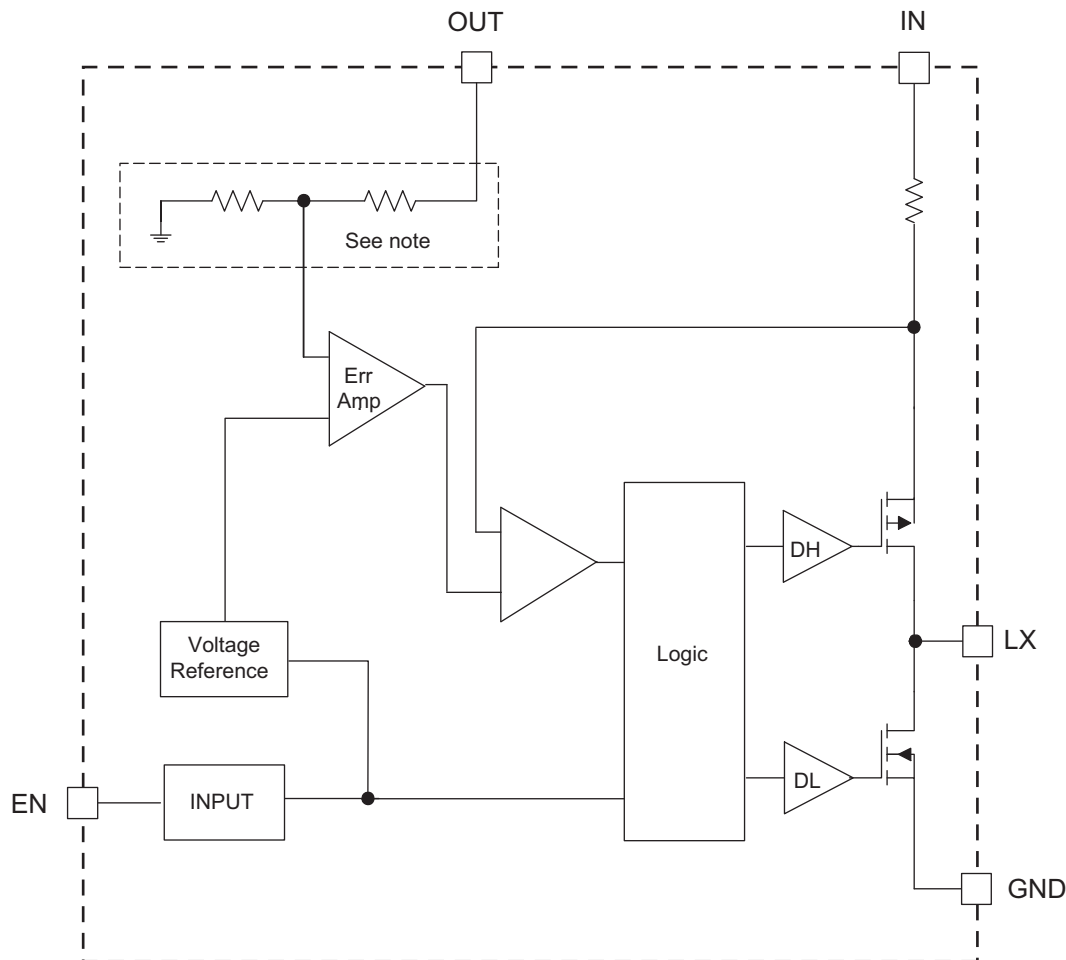 OUT
IN
See note
Err
Amp
DH
Voltage
Reference
Logic
LX
EN
INPUT
DL
GND